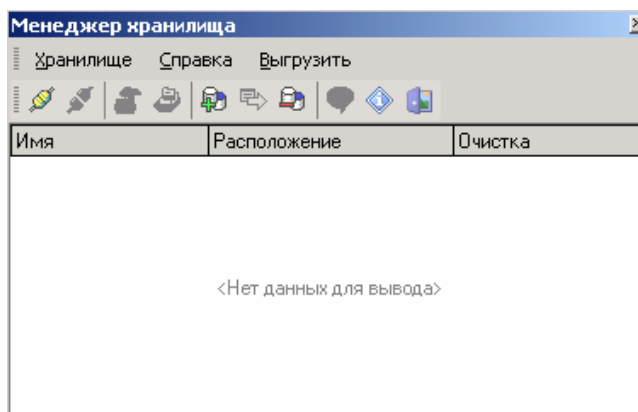 Менеджер хранилища
Хранилище Справка Выгрузить
Имя Расположение Очистка
<Нет данных для вывода>